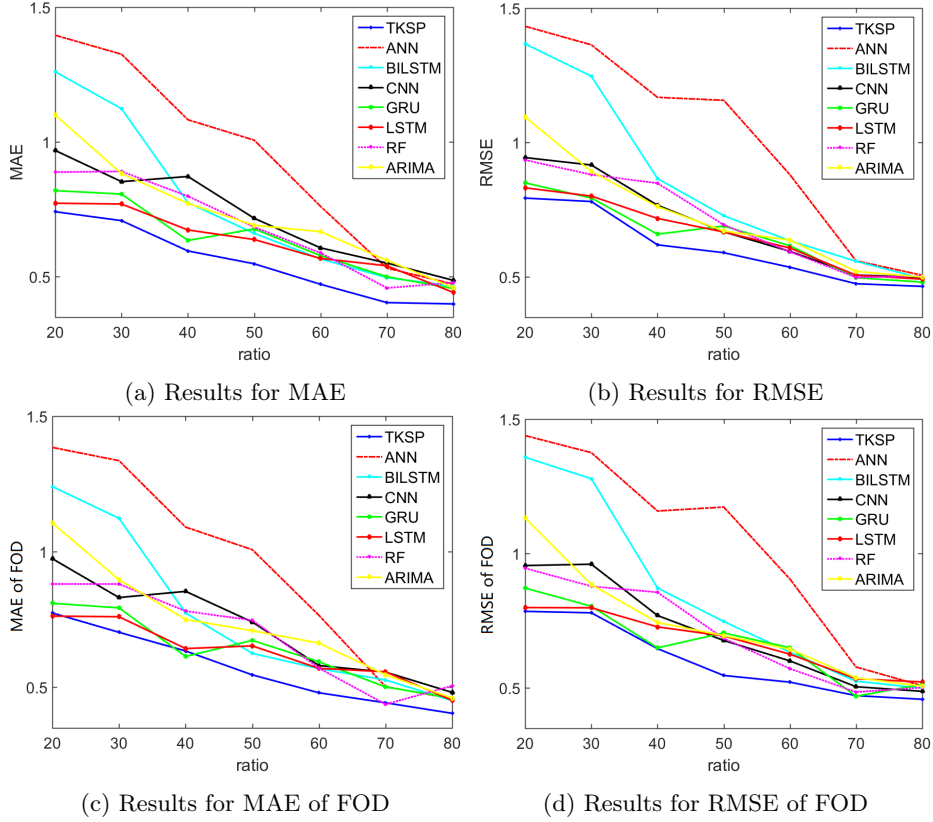 1.5
1
0.5
MAE
20 30 40 50 60 70 80
ratio
TKSP
ANN
BILSTM
CNN
GRU
LSTM
RF
ARIMA
(a) Results for MAE
1.5
1
0.5
RMSE
20 30 40 50 60 70 80
ratio
TKSP
ANN
BILSTM
CNN
GRU
LSTM
RF
ARIMA
(b) Results for RMSE
1.5
1
0.5
MAE of FOD
20 30 40 50 60 70 80
ratio
TKSP
ANN
BILSTM
CNN
GRU
LSTM
RF
ARIMA
(c) Results for MAE of FOD
1.5
1
0.5
RMSE of FOD
20 30 40 50 60 70 80
ratio
TKSP
ANN
BILSTM
CNN
GRU
LSTM
RF
ARIMA
(d) Results for RMSE of FOD